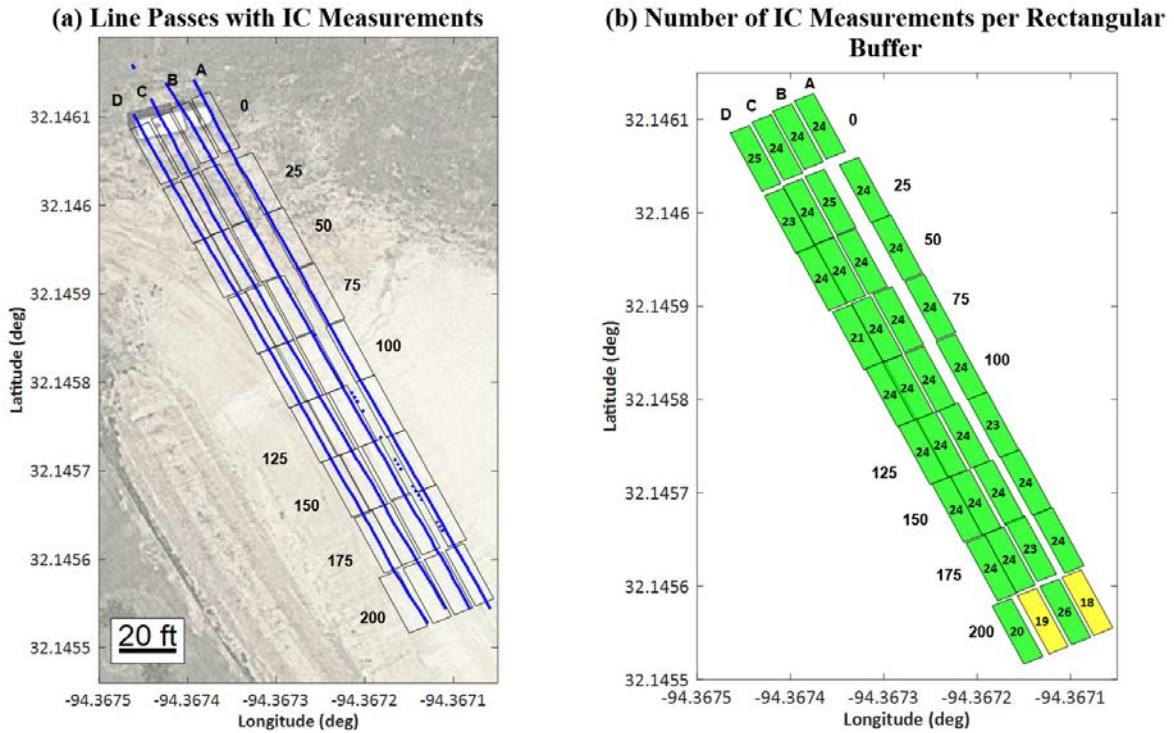 (a) Line Passes with IC Measurements
D C B A
0
25
50
75
100
125
150
175
200
20 ft
32.1461
32.146
32.1459
32.1458
32.1457
32.1456
32.1455
Latitude (deg)
-94.3675 -94.3674 -94.3673 -94.3672 -94.3671
Longitude (deg)
(b) Number of IC Measurements per Rectangular
Buffer
D C B A
0
25
50
75
100
125
150
175
200
25 24 24 24
23 24 25 24
24 24 24 24
21 24 24 24
24 24 24 24
24 24 24 23
24 24 24 24
24 24 23 24
20 19 26 18
32.1461
32.146
32.1459
32.1458
32.1457
32.1456
32.1455
Latitude (deg)
-94.3675 -94.3674 -94.3673 -94.3672 -94.3671
Longitude (deg)